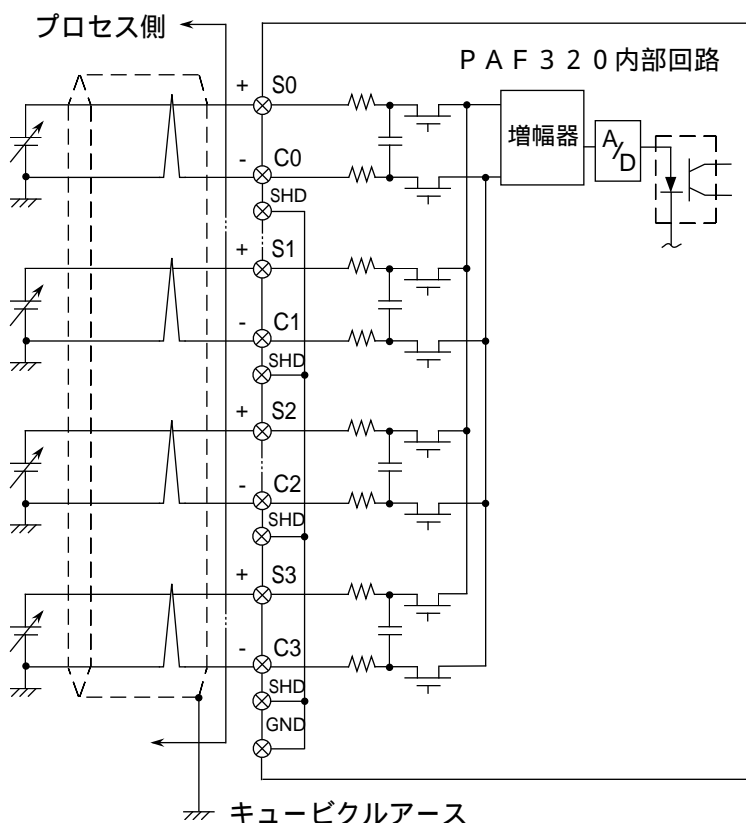 プロセス側
PAF320内部回路
+ S0
増幅器
A/D
- C0
SHD
+ S1
- C1
SHD
+ S2
- C2
SHD
+ S3
- C3
SHD
GND
キュービクルアース